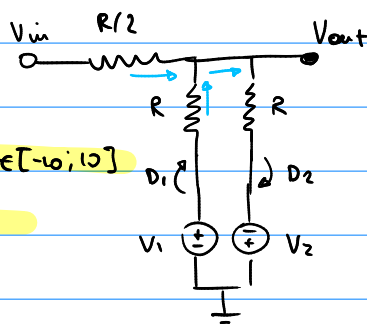 R/2
Vin Vout
R R
∈[-10; 10]
D1 D2
V1 + - - + V2